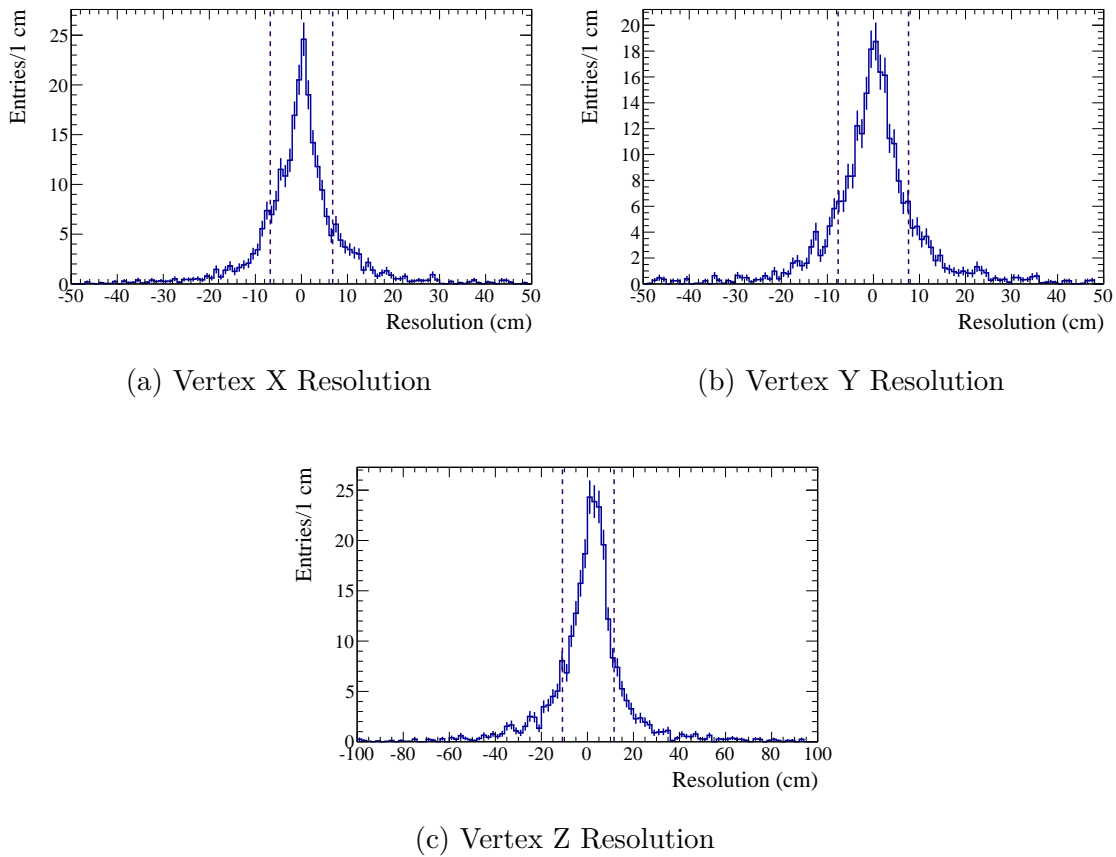 Entries/1 cm
25
20
15
10
5
0
-50 -40 -30 -20 -10 0 10 20 30 40 50
Resolution (cm)
(a) Vertex X Resolution
Entries/1 cm
20
18
16
14
12
10
8
6
4
2
0
-50 -40 -30 -20 -10 0 10 20 30 40 50
Resolution (cm)
(b) Vertex Y Resolution
Entries/1 cm
25
20
15
10
5
0
-100 -80 -60 -40 -20 0 20 40 60 80 100
Resolution (cm)
(c) Vertex Z Resolution